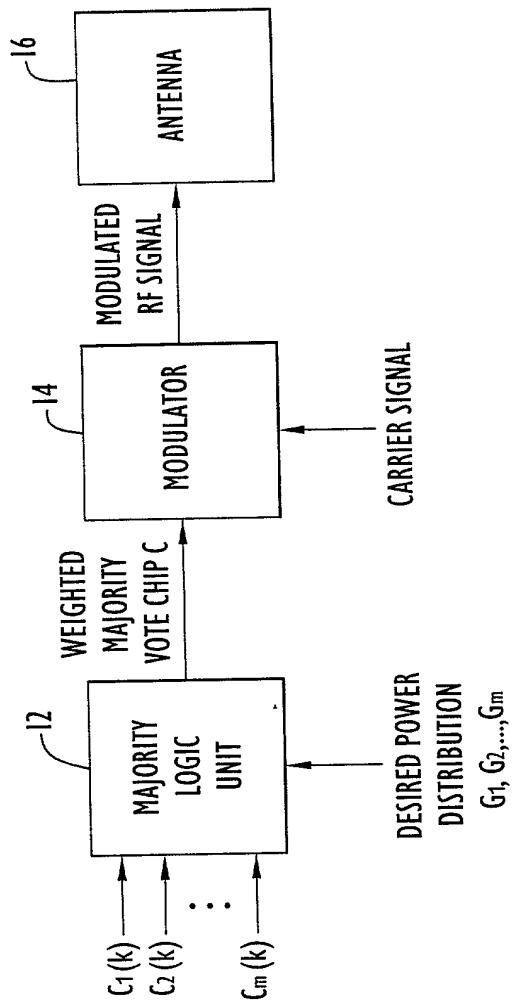 C1(k)
C2(k)
Cm(k)
12
MAJORITY
LOGIC
UNIT
DESIRED POWER
DISTRIBUTION
G1, G2,...,Gm
WEIGHTED
MAJORITY
VOTE CHIP C
14
MODULATOR
CARRIER SIGNAL
MODULATED
RF SIGNAL
16
ANTENNA